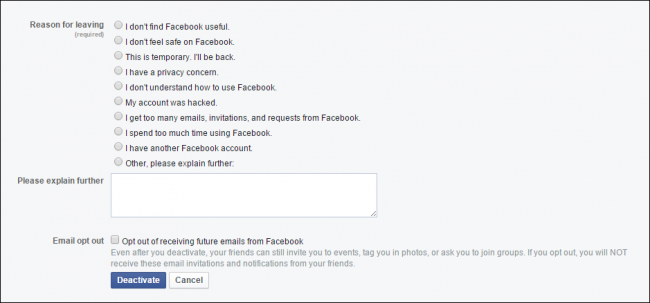 Reason for leaving
(required)
I don't find Facebook useful.
I don't feel safe on Facebook.
This is temporary. I'll be back.
I have a privacy concern.
I don't understand how to use Facebook.
My account was hacked.
I get too many emails, invitations, and requests from Facebook.
I spend too much time using Facebook.
I have another Facebook account.
Other, please explain further:
Please explain further
Email opt out
Opt out of receiving future emails from Facebook
Even after you deactivate, your friends can still invite you to events, tag you in photos, or ask you to join groups. If you opt out, you will NOT
receive these email invitations and notifications from your friends.
Deactivate Cancel